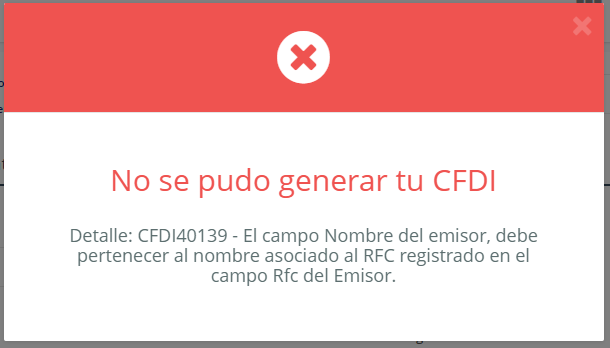 No se pudo generar tu CFDI
Detalle: CFDI40139 - El campo Nombre del emisor, debe
pertenecer al nombre asociado al RFC registrado en el
campo Rfc del Emisor.